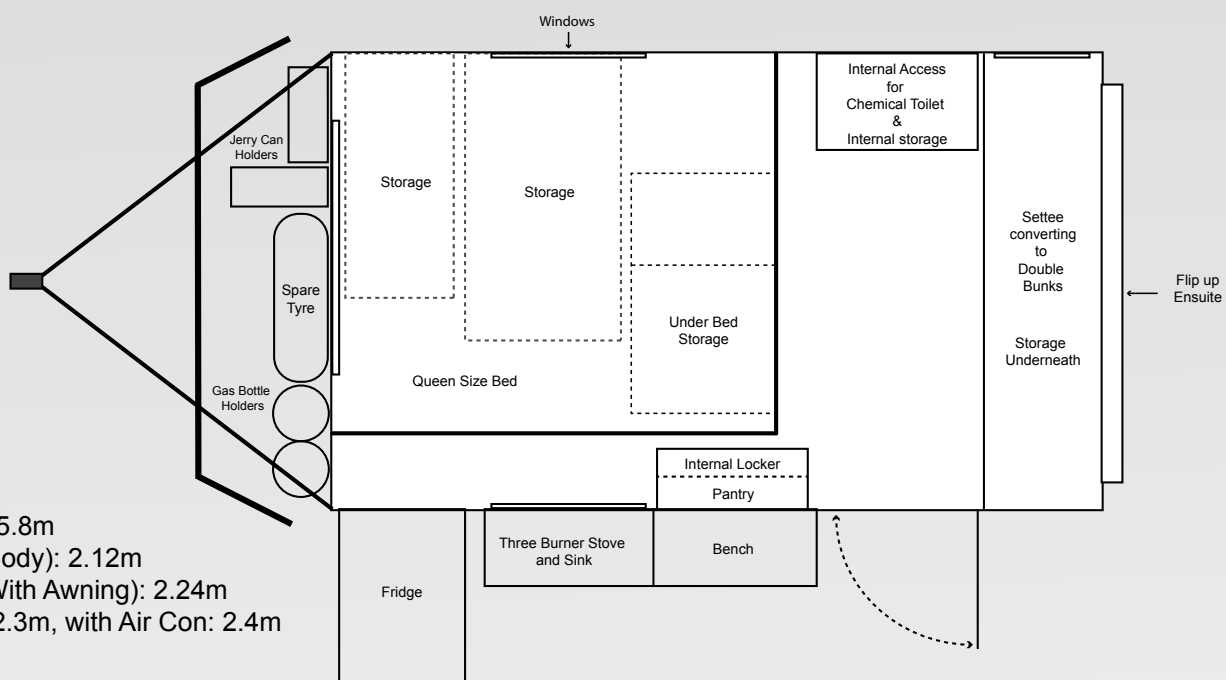 Windows
Internal Access
for
Chemical Toilet
&
Internal storage
Jerry Can
Holders
Storage
Storage
Settee
converting
to
Double
Bunks
Storage
Underneath
Flip up
Ensuite
Spare
Tyre
Under Bed
Storage
Queen Size Bed
Gas Bottle
Holders
Internal Locker
Pantry
Three Burner Stove
and Sink
Bench
Fridge
5.8m
ody): 2.12m
With Awning): 2.24m
2.3m, with Air Con: 2.4m